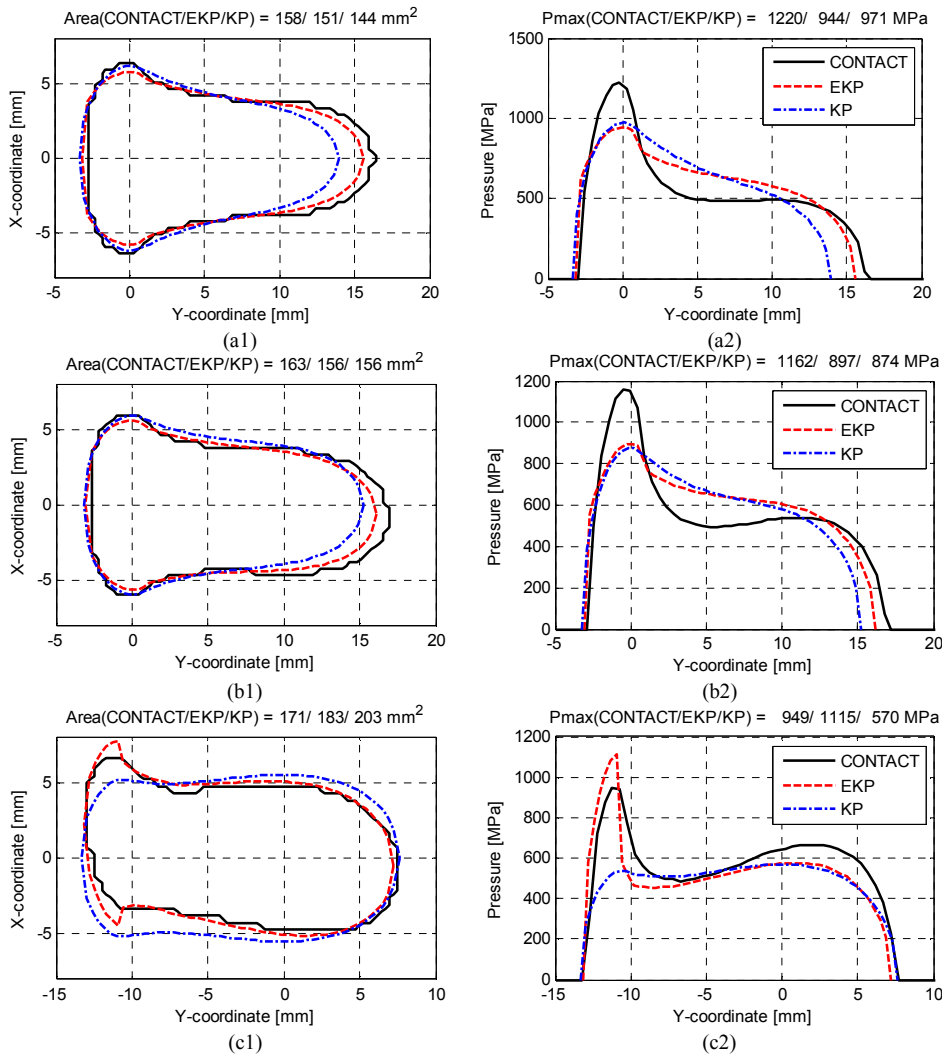 Area(CONTACT/EKP/KP) = 158/ 151/ 144 mm²
5
0
-5
X-coordinate [mm]
-5 0 5 10 15 20
Y-coordinate [mm]
(a1)
Pmax(CONTACT/EKP/KP) = 1220/ 944/ 971 MPa
1500
1000
500
0
Pressure [MPa]
CONTACT
EKP
KP
-5 0 5 10 15 20
Y-coordinate [mm]
(a2)
Area(CONTACT/EKP/KP) = 163/ 156/ 156 mm²
5
0
-5
X-coordinate [mm]
-5 0 5 10 15 20
Y-coordinate [mm]
(b1)
Pmax(CONTACT/EKP/KP) = 1162/ 897/ 874 MPa
1200
1000
800
600
400
200
0
Pressure [MPa]
CONTACT
EKP
KP
-5 0 5 10 15 20
Y-coordinate [mm]
(b2)
Area(CONTACT/EKP/KP) = 171/ 183/ 203 mm²
5
0
-5
X-coordinate [mm]
-15 -10 -5 0 5 10
Y-coordinate [mm]
(c1)
Pmax(CONTACT/EKP/KP) = 949/ 1115/ 570 MPa
1200
1000
800
600
400
200
0
Pressure [MPa]
CONTACT
EKP
KP
-15 -10 -5 0 5 10
Y-coordinate [mm]
(c2)